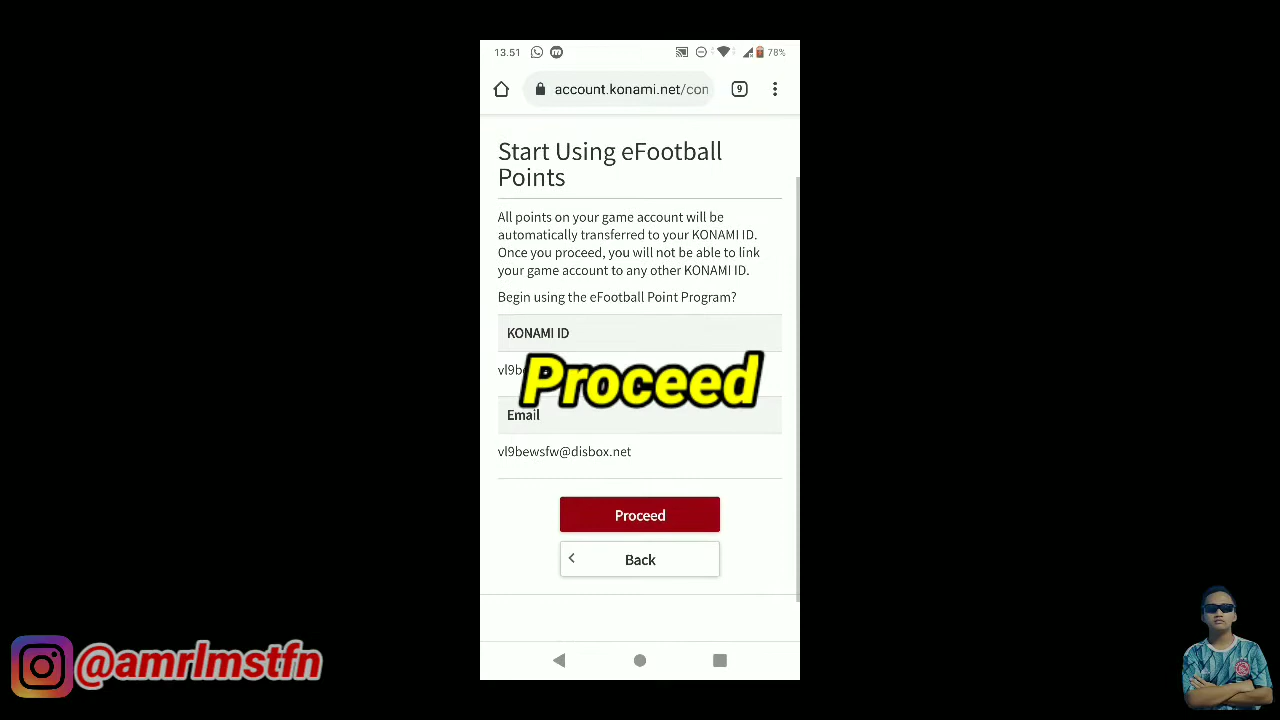 13.51
78%
account.konami.net/con
9
Start Using eFootball
Points
All points on your game account will be
automatically transferred to your KONAMI ID.
Once you proceed, you will not be able to link
your game account to any other KONAMI ID.
Begin using the eFootball Point Program?
KONAMI ID
Proceed
Email
vl9bewsfw@disbox.net
Proceed
Back
@amrlmstfn